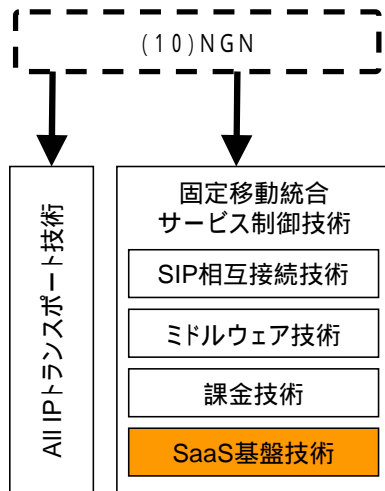 (10)NGN
All IPトランスポート技術
固定移動統合
サービス制御技術
SIP相互接続技術
ミドルウェア技術
課金技術
SaaS基盤技術